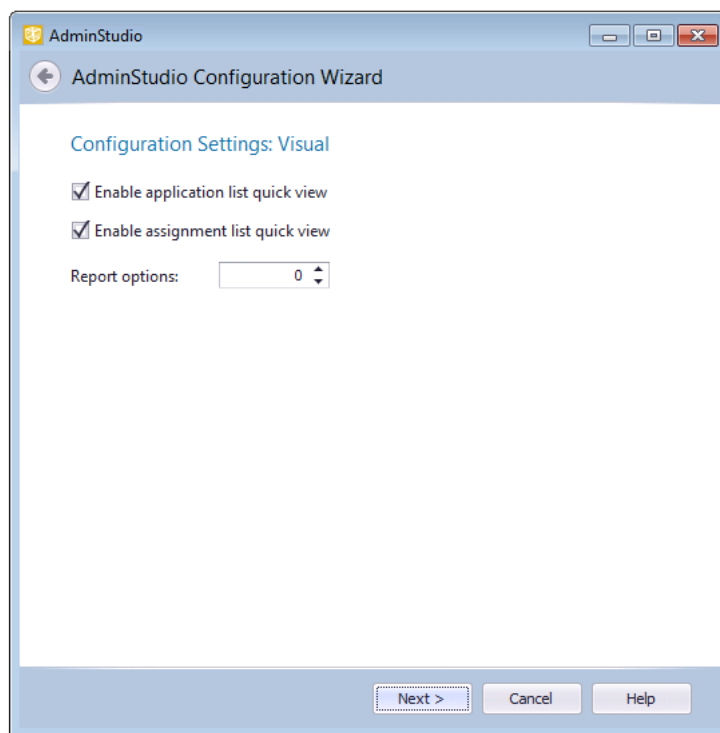 AdminStudio
AdminStudio Configuration Wizard
Configuration Settings: Visual
Enable application list quick view
Enable assignment list quick view
Report options: 0
Next > Cancel Help